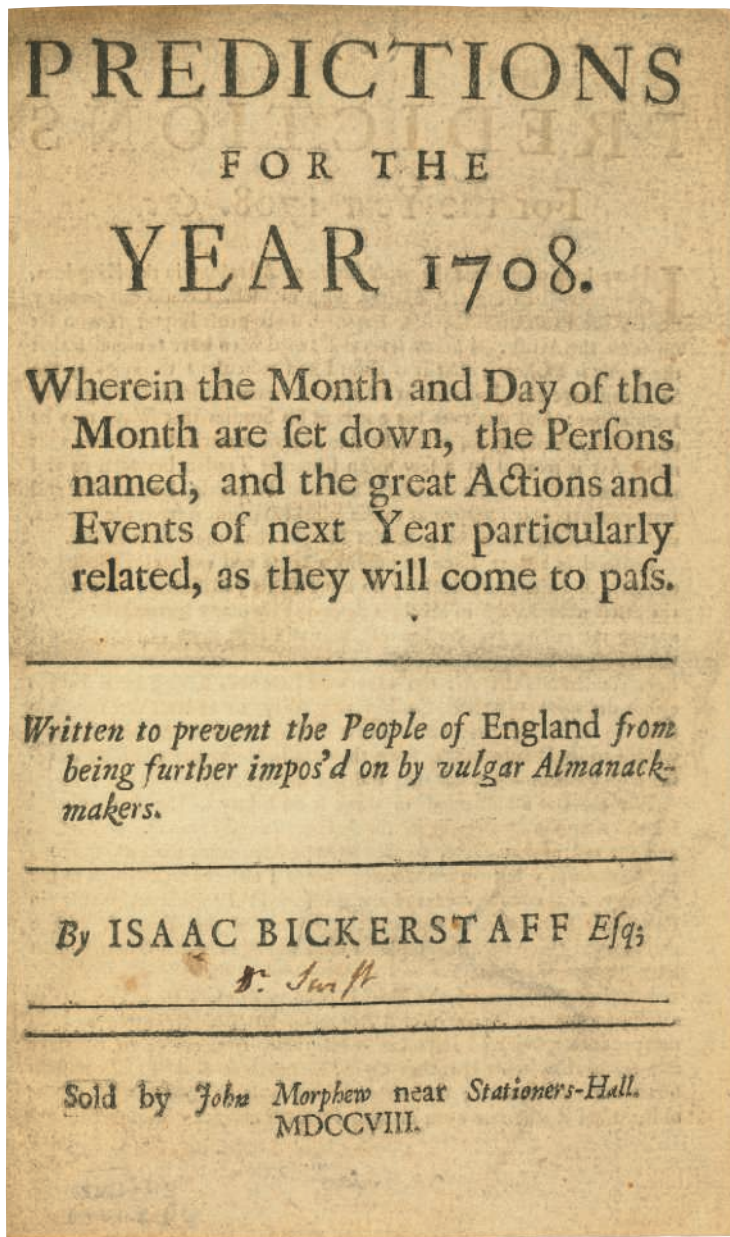 PREDICTIONS
FOR THE
YEAR 1708.
Wherein the Month and Day of the
Month are ſet down, the Perſons
named, and the great Actions and
Events of next Year particularly
related, as they will come to paſs.
Written to prevent the People of England from
being further impos'd on by vulgar Almanack-
makers.
By ISAAC BICKERSTAFF Eſq;
Dr. Swift
Sold by John Morphew near Stationers-Hall.
MDCCVIII.